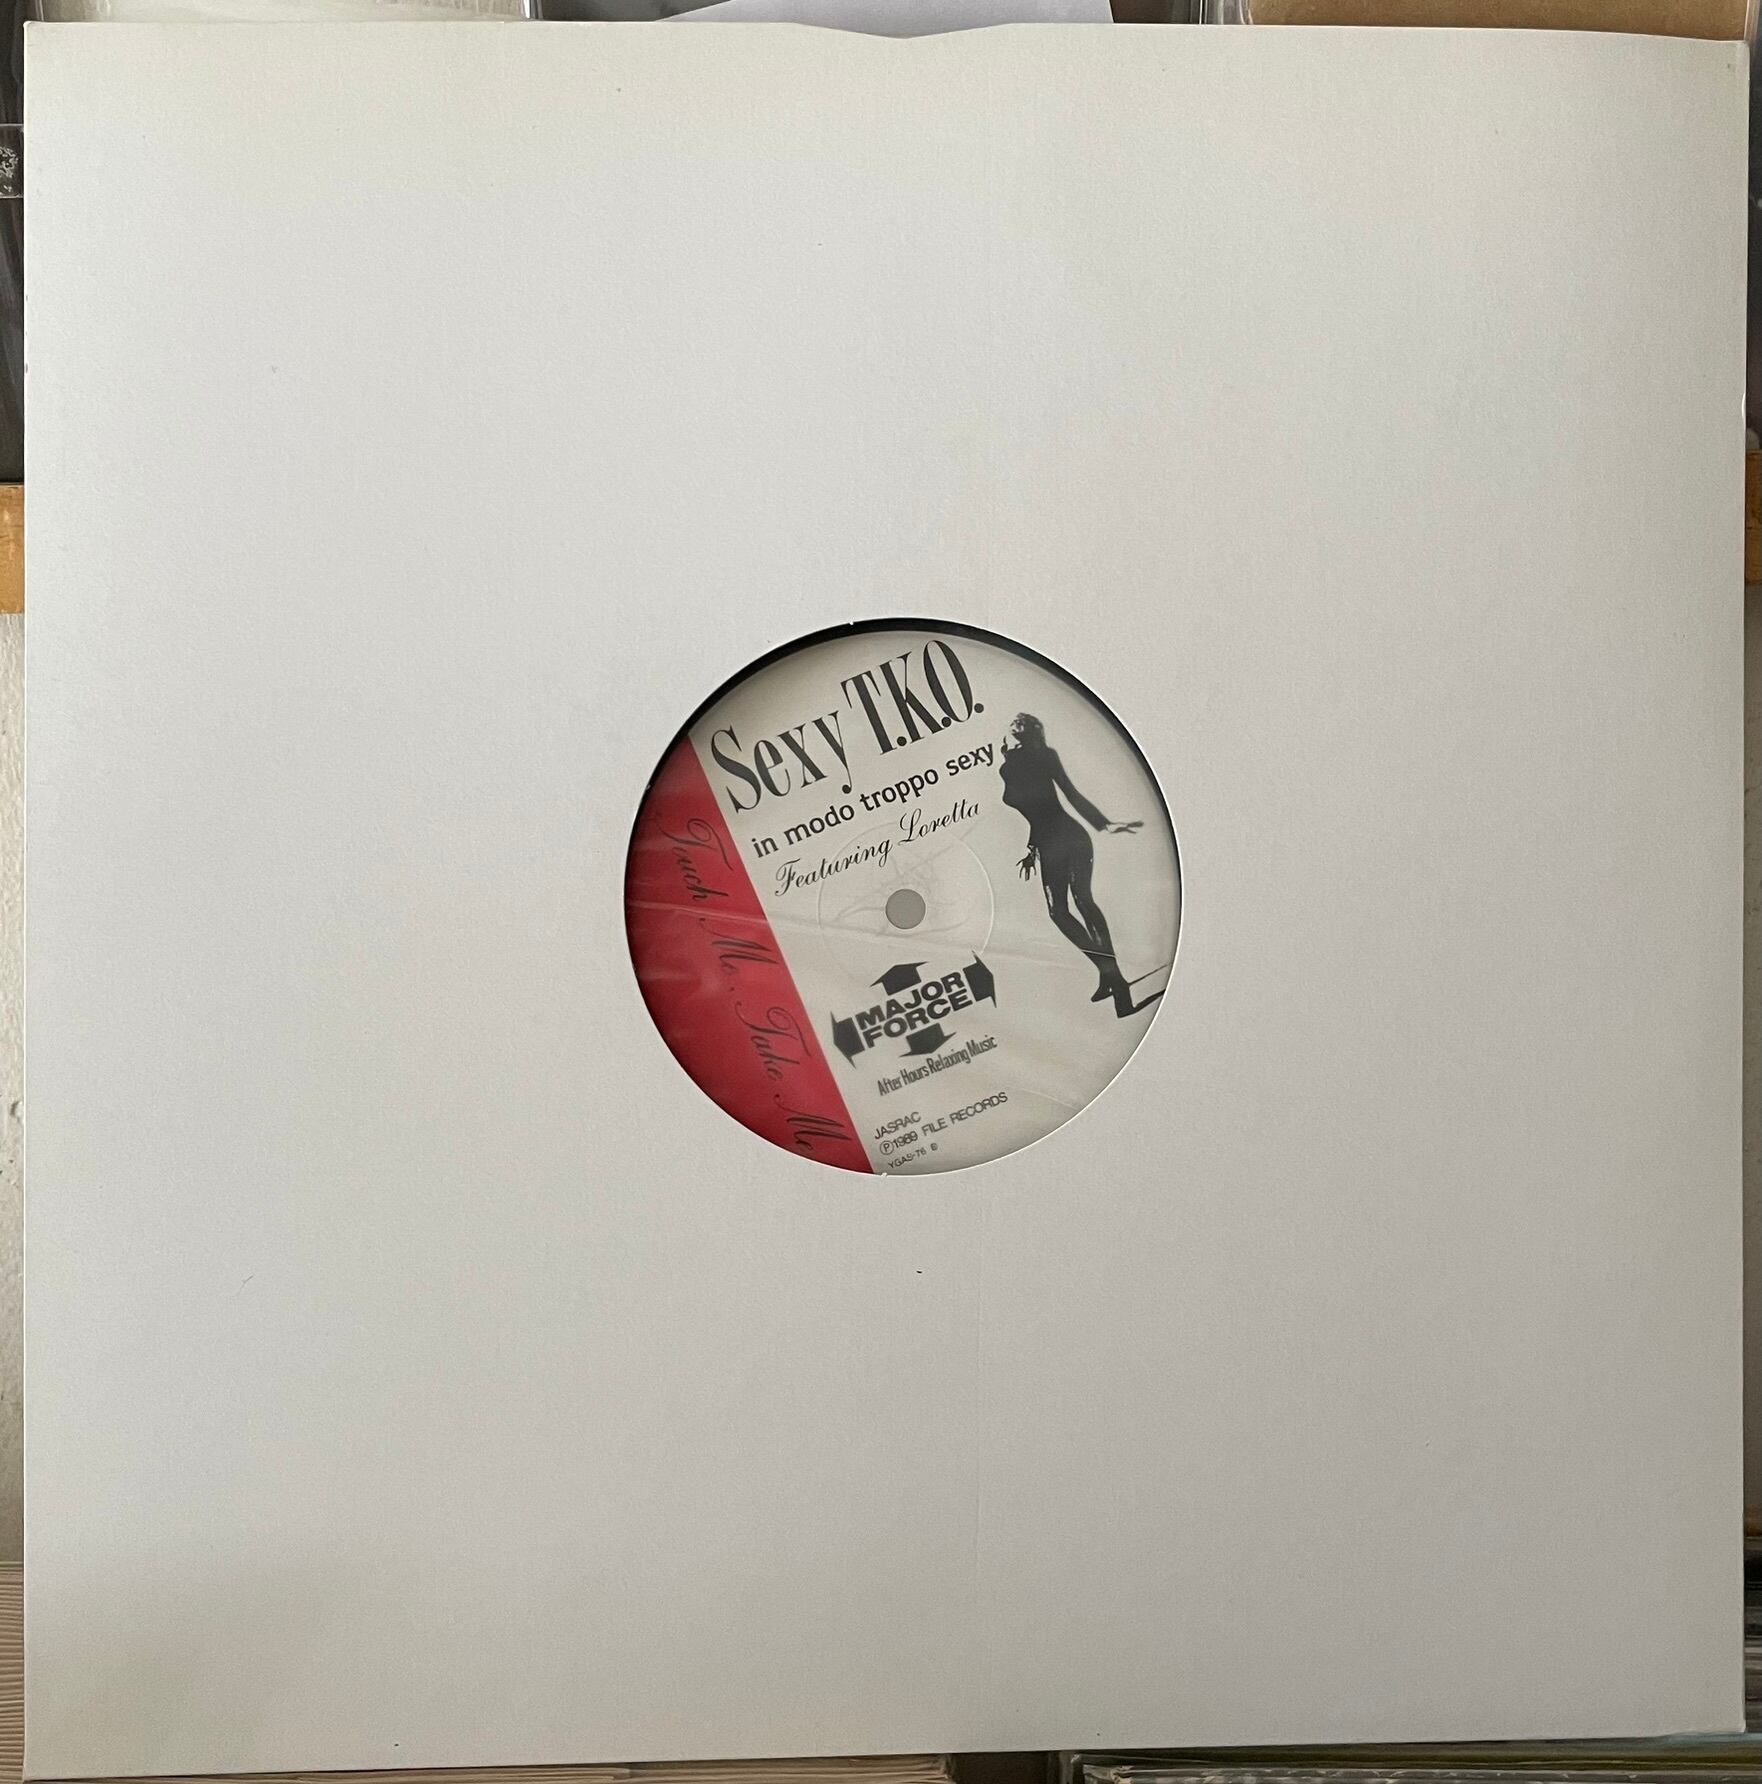 Sexy T.K.O.
in modo troppo sexy
Featuring Loretta
Touch Me, Take Me
MAJOR
FORCE
After Hours Relaxing Music
JASRAC
Ⓟ1989 FILE RECORDS
YGAS-76